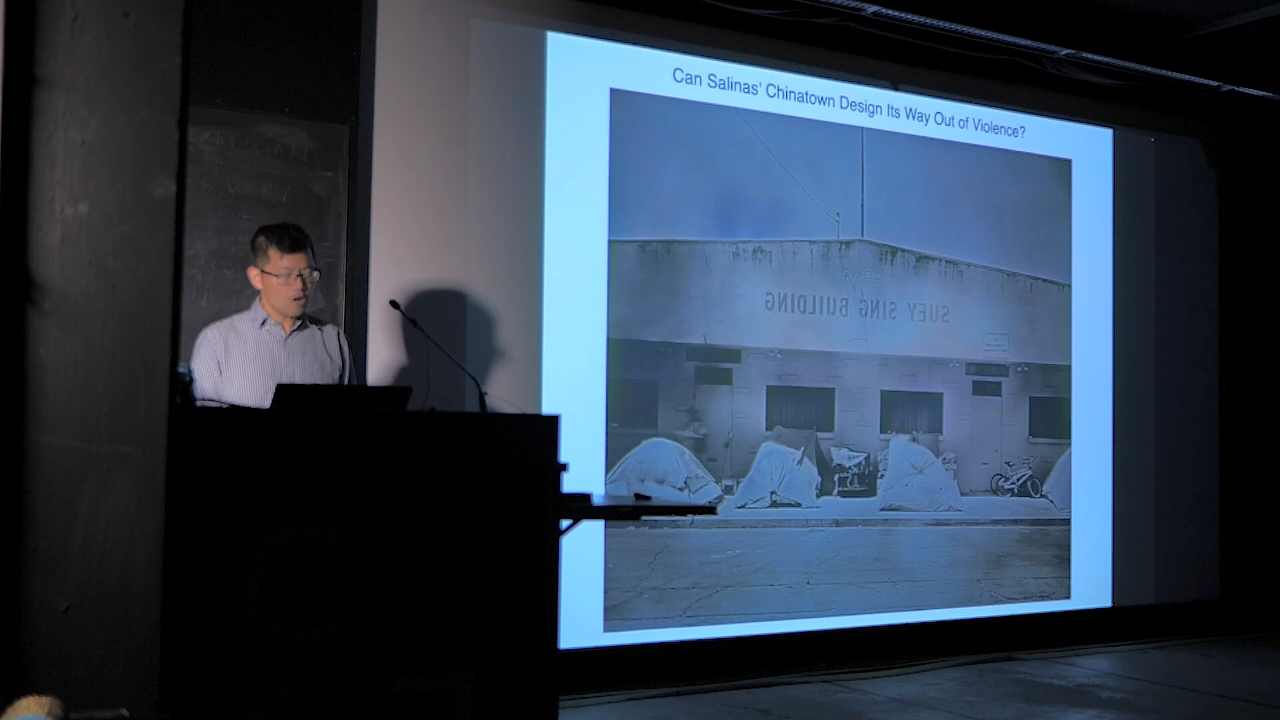 Can Salinas' Chinatown Design Its Way Out of Violence?
SUEY SING BUILDING